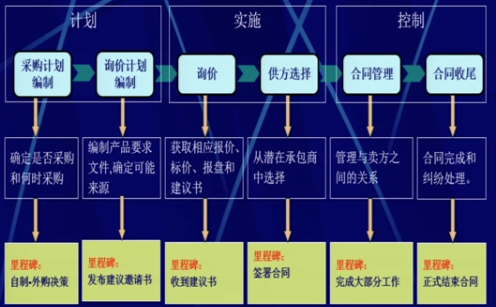 计划
实施
控制
采购计划
编制
询价计划
编制
询价
供方选择
合同管理
合同收尾
确定是否采购
和何时采购
编制产品要求
文件,确定可能
来源
获取相应报价、
标价、报盘和
建议书
从潜在承包商
中选择
管理与卖方之
间的关系
合同完成和
纠纷处理。
里程碑：
自制-外购决策
里程碑：
发布建议邀请书
里程碑：
收到建议书
里程碑：
签署合同
里程碑：
完成大部分工作
里程碑：
正式结束合同